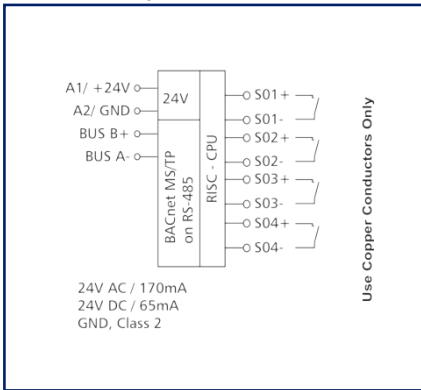 A1/ +24V
A2/ GND
BUS B+
BUS A-
24V
BACnet MS/TP
on RS-485
RISC - CPU
S01+
S01-
S02+
S02-
S03+
S03-
S04+
S04-
Use Copper Conductors Only
24V AC / 170mA
24V DC / 65mA
GND, Class 2